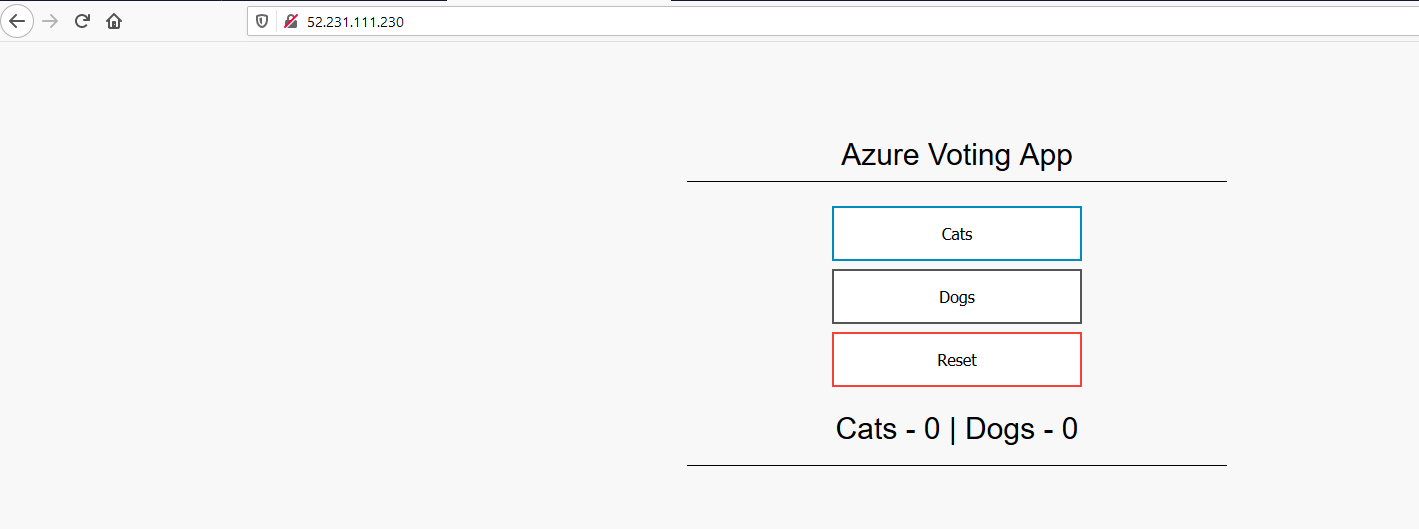 52.231.111.230
Azure Voting App
Cats
Dogs
Reset
Cats - 0 | Dogs - 0